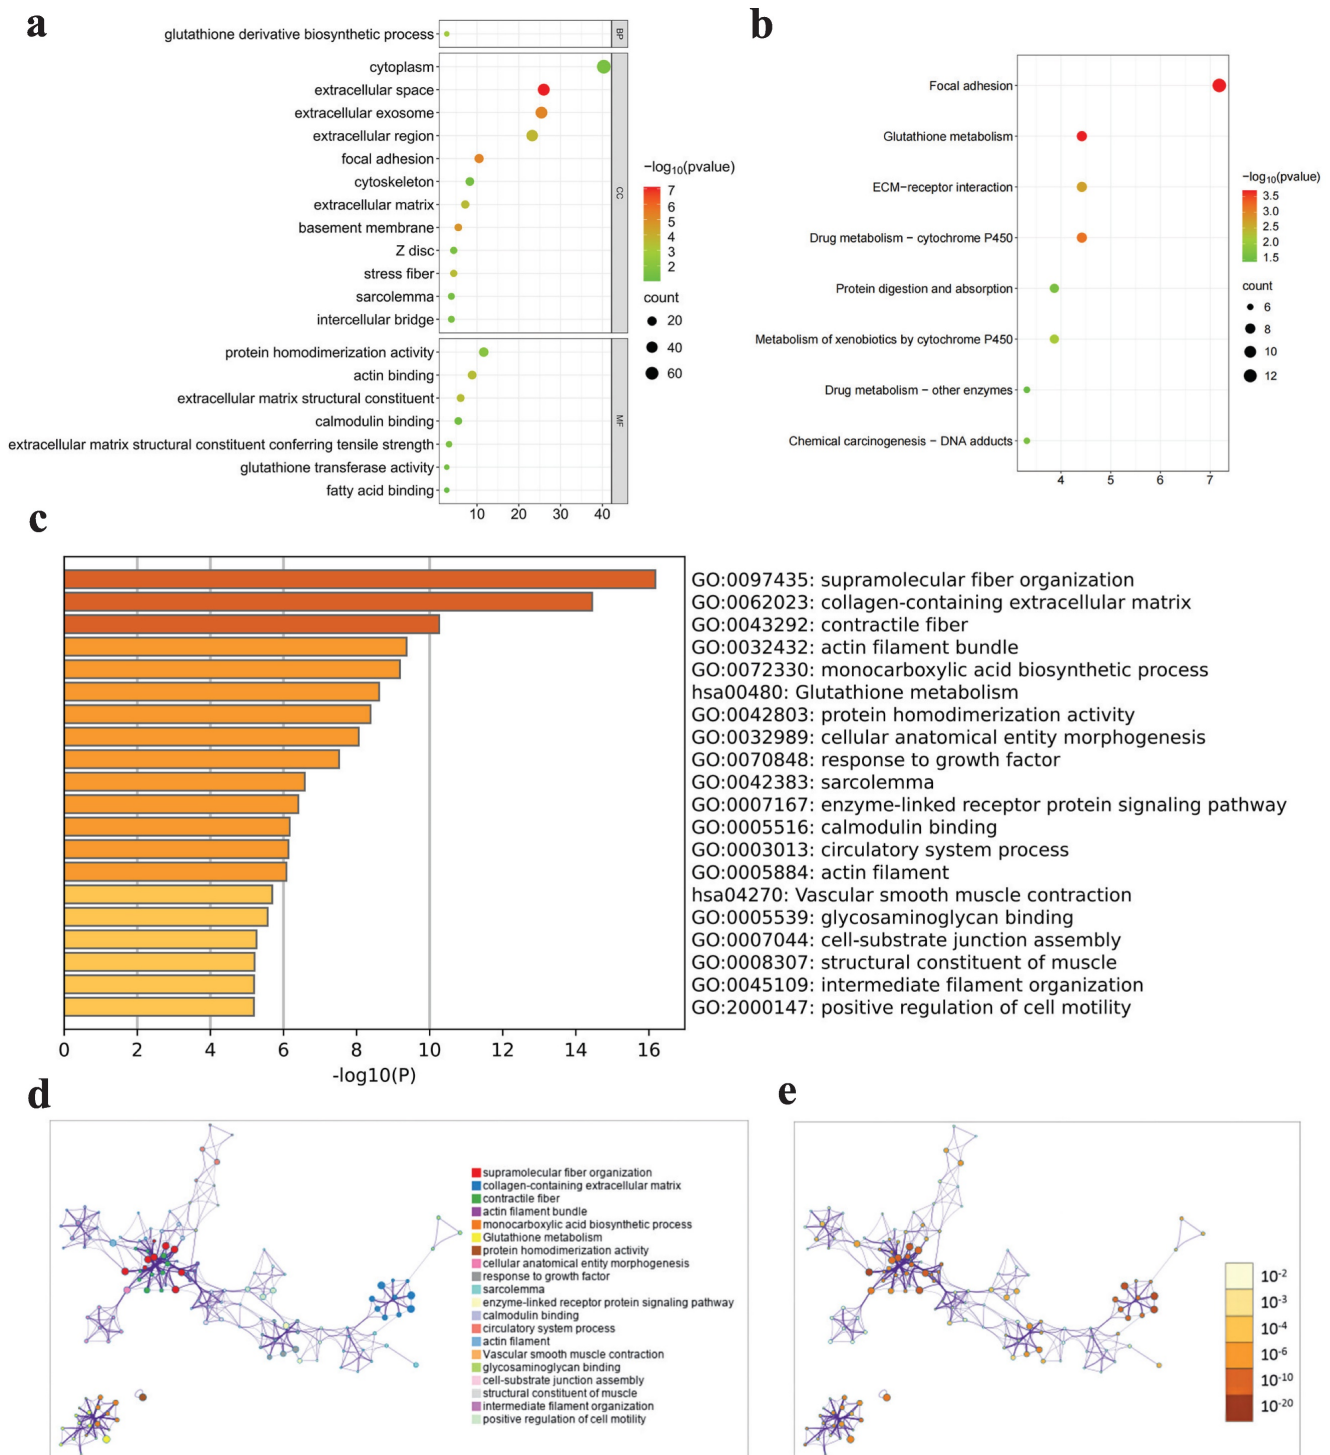 a
glutathione derivative biosynthetic process
BP
cytoplasm
extracellular space
extracellular exosome
extracellular region
focal adhesion
cytoskeleton
extracellular matrix
basement membrane
Z disc
stress fiber
sarcolemma
intercellular bridge
CC
protein homodimerization activity
actin binding
extracellular matrix structural constituent
calmodulin binding
extracellular matrix structural constituent conferring tensile strength
glutathione transferase activity
fatty acid binding
MF
10 20 30 40
−log10(pvalue)
7
6
5
4
3
2
count
20
40
60
b
Focal adhesion
Glutathione metabolism
ECM−receptor interaction
Drug metabolism − cytochrome P450
Protein digestion and absorption
Metabolism of xenobiotics by cytochrome P450
Drug metabolism − other enzymes
Chemical carcinogenesis − DNA adducts
4 5 6 7
−log10(pvalue)
3.5
3.0
2.5
2.0
1.5
count
6
8
10
12
c
GO:0097435: supramolecular fiber organization
GO:0062023: collagen-containing extracellular matrix
GO:0043292: contractile fiber
GO:0032432: actin filament bundle
GO:0072330: monocarboxylic acid biosynthetic process
hsa00480: Glutathione metabolism
GO:0042803: protein homodimerization activity
GO:0032989: cellular anatomical entity morphogenesis
GO:0070848: response to growth factor
GO:0042383: sarcolemma
GO:0007167: enzyme-linked receptor protein signaling pathway
GO:0005516: calmodulin binding
GO:0003013: circulatory system process
GO:0005884: actin filament
hsa04270: Vascular smooth muscle contraction
GO:0005539: glycosaminoglycan binding
GO:0007044: cell-substrate junction assembly
GO:0008307: structural constituent of muscle
GO:0045109: intermediate filament organization
GO:2000147: positive regulation of cell motility
0 2 4 6 8 10 12 14 16
-log10(P)
d
supramolecular fiber organization
collagen-containing extracellular matrix
contractile fiber
actin filament bundle
monocarboxylic acid biosynthetic process
Glutathione metabolism
protein homodimerization activity
cellular anatomical entity morphogenesis
response to growth factor
sarcolemma
enzyme-linked receptor protein signaling pathway
calmodulin binding
circulatory system process
actin filament
Vascular smooth muscle contraction
glycosaminoglycan binding
cell-substrate junction assembly
structural constituent of muscle
intermediate filament organization
positive regulation of cell motility
e
10-2
10-3
10-4
10-6
10-10
10-20